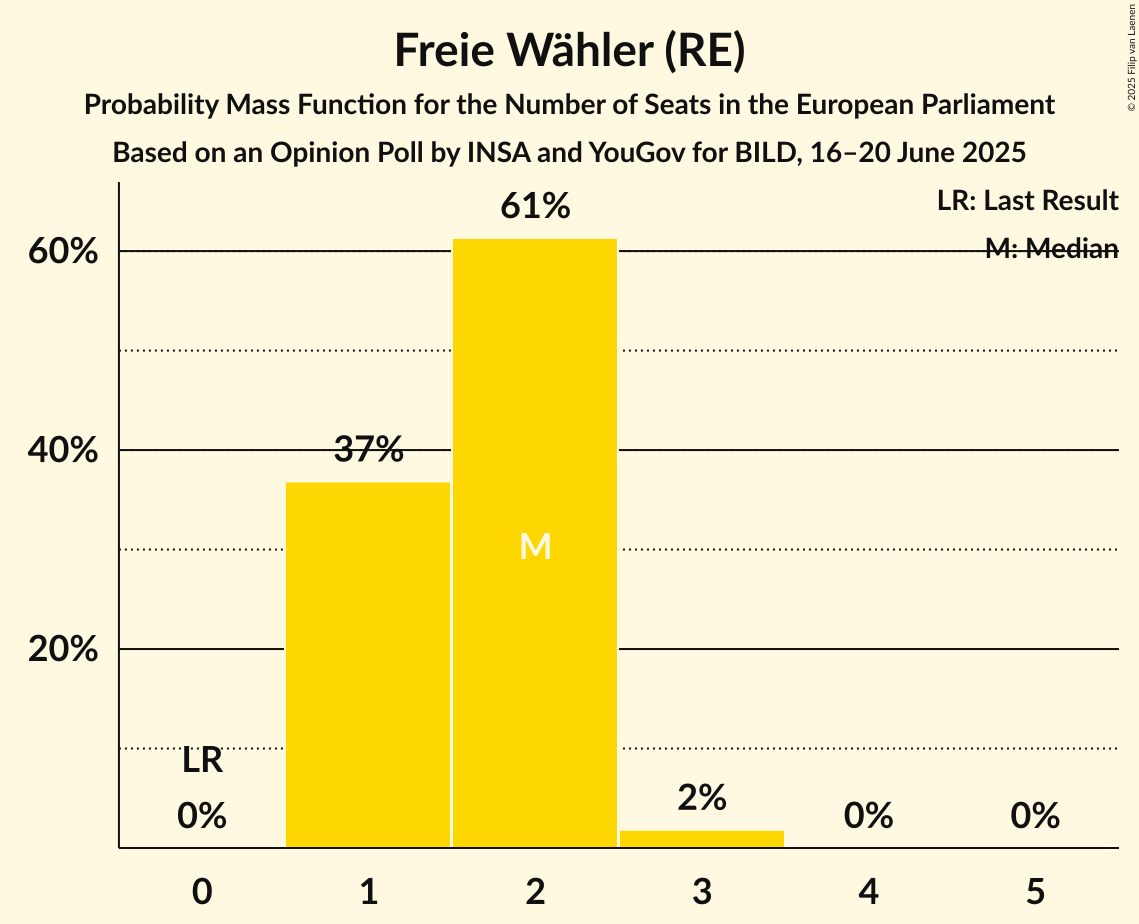 © 2025 Filip van Laenen
Freie Wähler (RE)
Probability Mass Function for the Number of Seats in the European Parliament
Based on an Opinion Poll by INSA and YouGov for BILD, 16–20 June 2025
LR: Last Result
M: Median
61%
60%
40%
37%
M
20%
LR
0%
2%
0%
0%
0 1 2 3 4 5